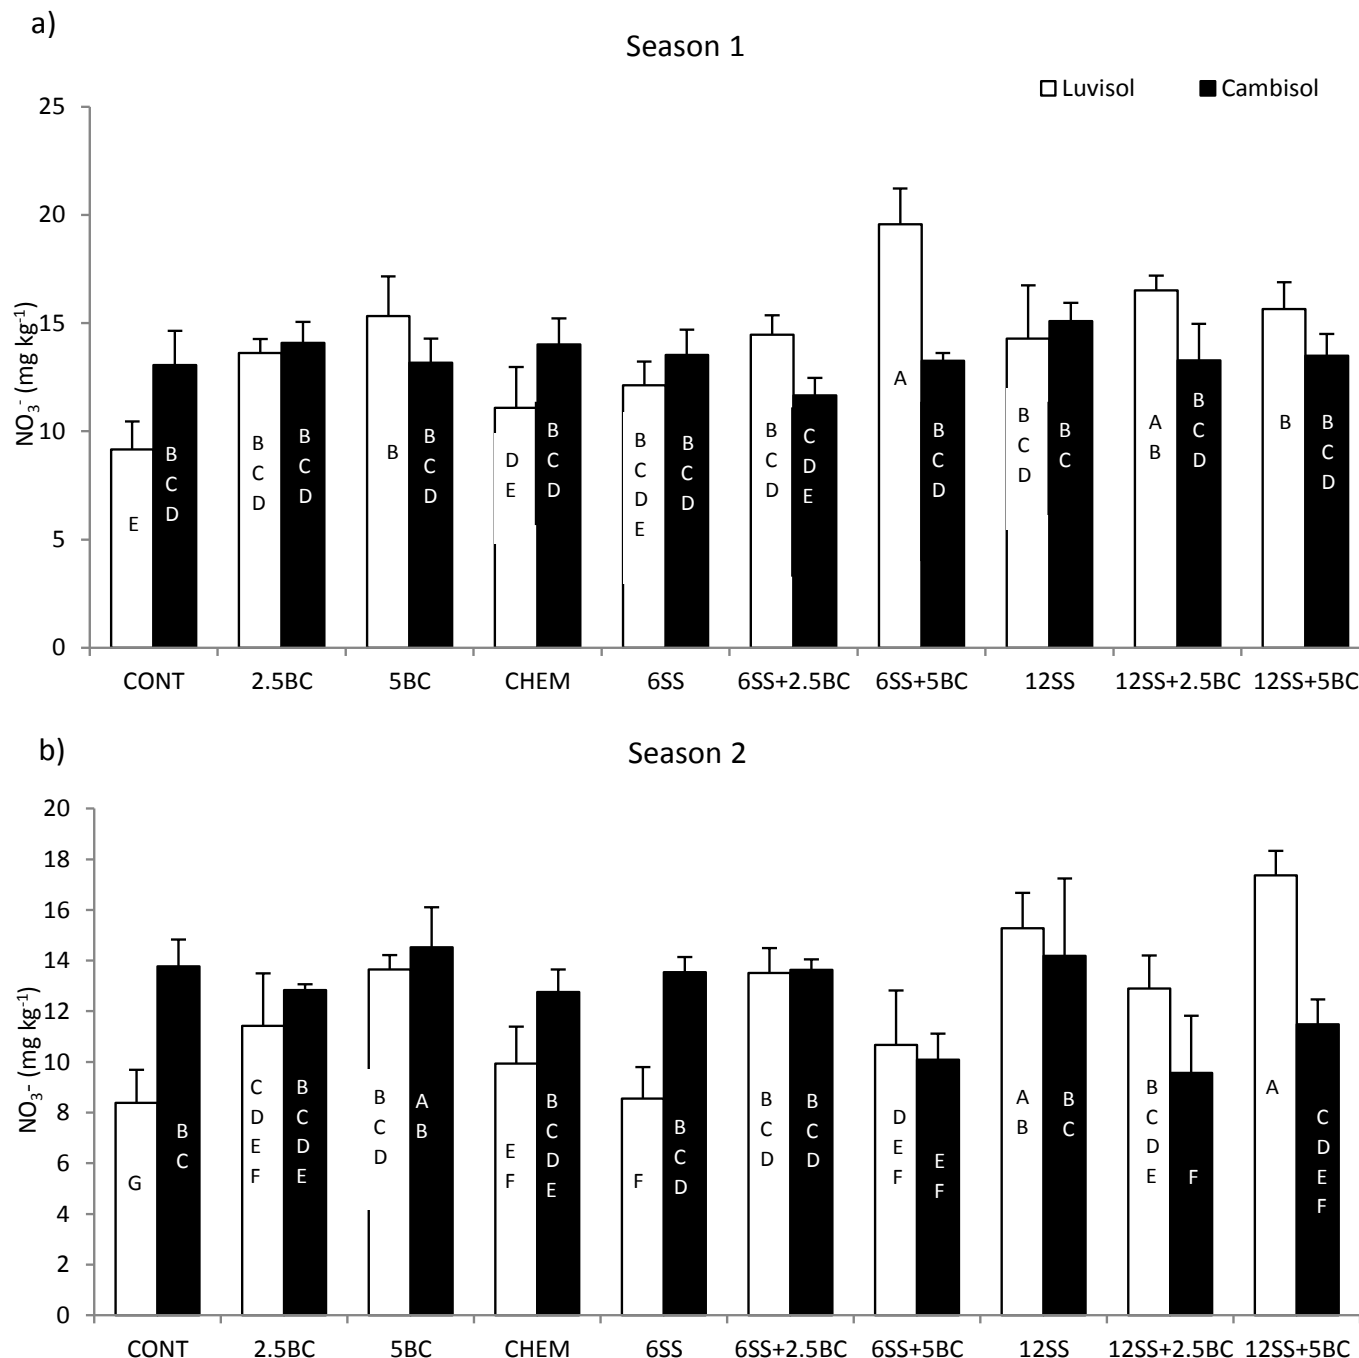 a)
Season 1
Luvisol
Cambisol
25
20
15
10
5
0
NO₃⁻ (mg kg⁻¹)
E
B
C
D
B
C
D
B
C
D
B
B
C
D
D
E
B
C
D
B
C
D
E
B
C
D
B
C
D
C
D
E
A
B
C
D
B
C
D
B
C
A
B
B
C
D
B
B
C
D
CONT 2.5BC 5BC CHEM 6SS 6SS+2.5BC 6SS+5BC 12SS 12SS+2.5BC 12SS+5BC
b)
Season 2
20
18
16
14
12
10
8
6
4
2
0
NO₃- (mg kg⁻¹)
G
B
C
C
D
E
F
B
C
D
E
B
C
D
A
B
E
F
B
C
D
E
F
B
C
D
B
C
D
B
C
D
D
E
F
E
F
A
B
B
C
B
C
D
E
F
A
C
D
E
F
CONT 2.5BC 5BC CHEM 6SS 6SS+2.5BC 6SS+5BC 12SS 12SS+2.5BC 12SS+5BC